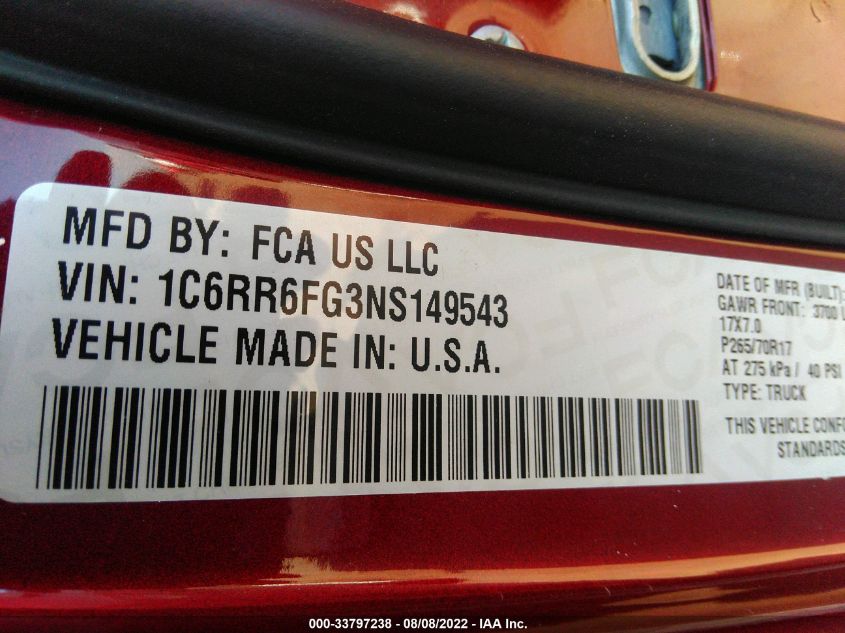 MFD BY: FCA US LLC
VIN: 1C6RR6FG3NS149543
VEHICLE MADE IN: U.S.A.
DATE OF MFR (BUILT):
GAWR FRONT: 3700
17X7.0
P265/70R17
AT 275 kPa / 40 PSI
TYPE: TRUCK
THIS VEHICLE
STANDARDS
000-33797238 - 08/08/2022 - IAA Inc.